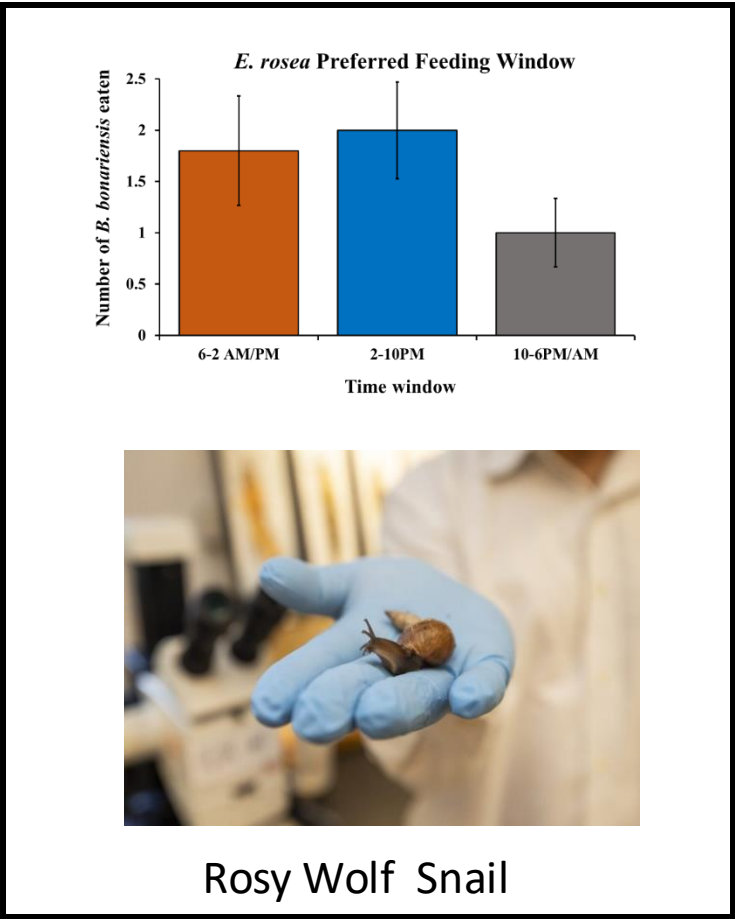 E. rosea Preferred Feeding Window
Number of B. bonariensis eaten
2.5
2
1.5
1
0.5
0
6-2 AM/PM
2-10PM
10-6PM/AM
Time window
Rosy Wolf Snail